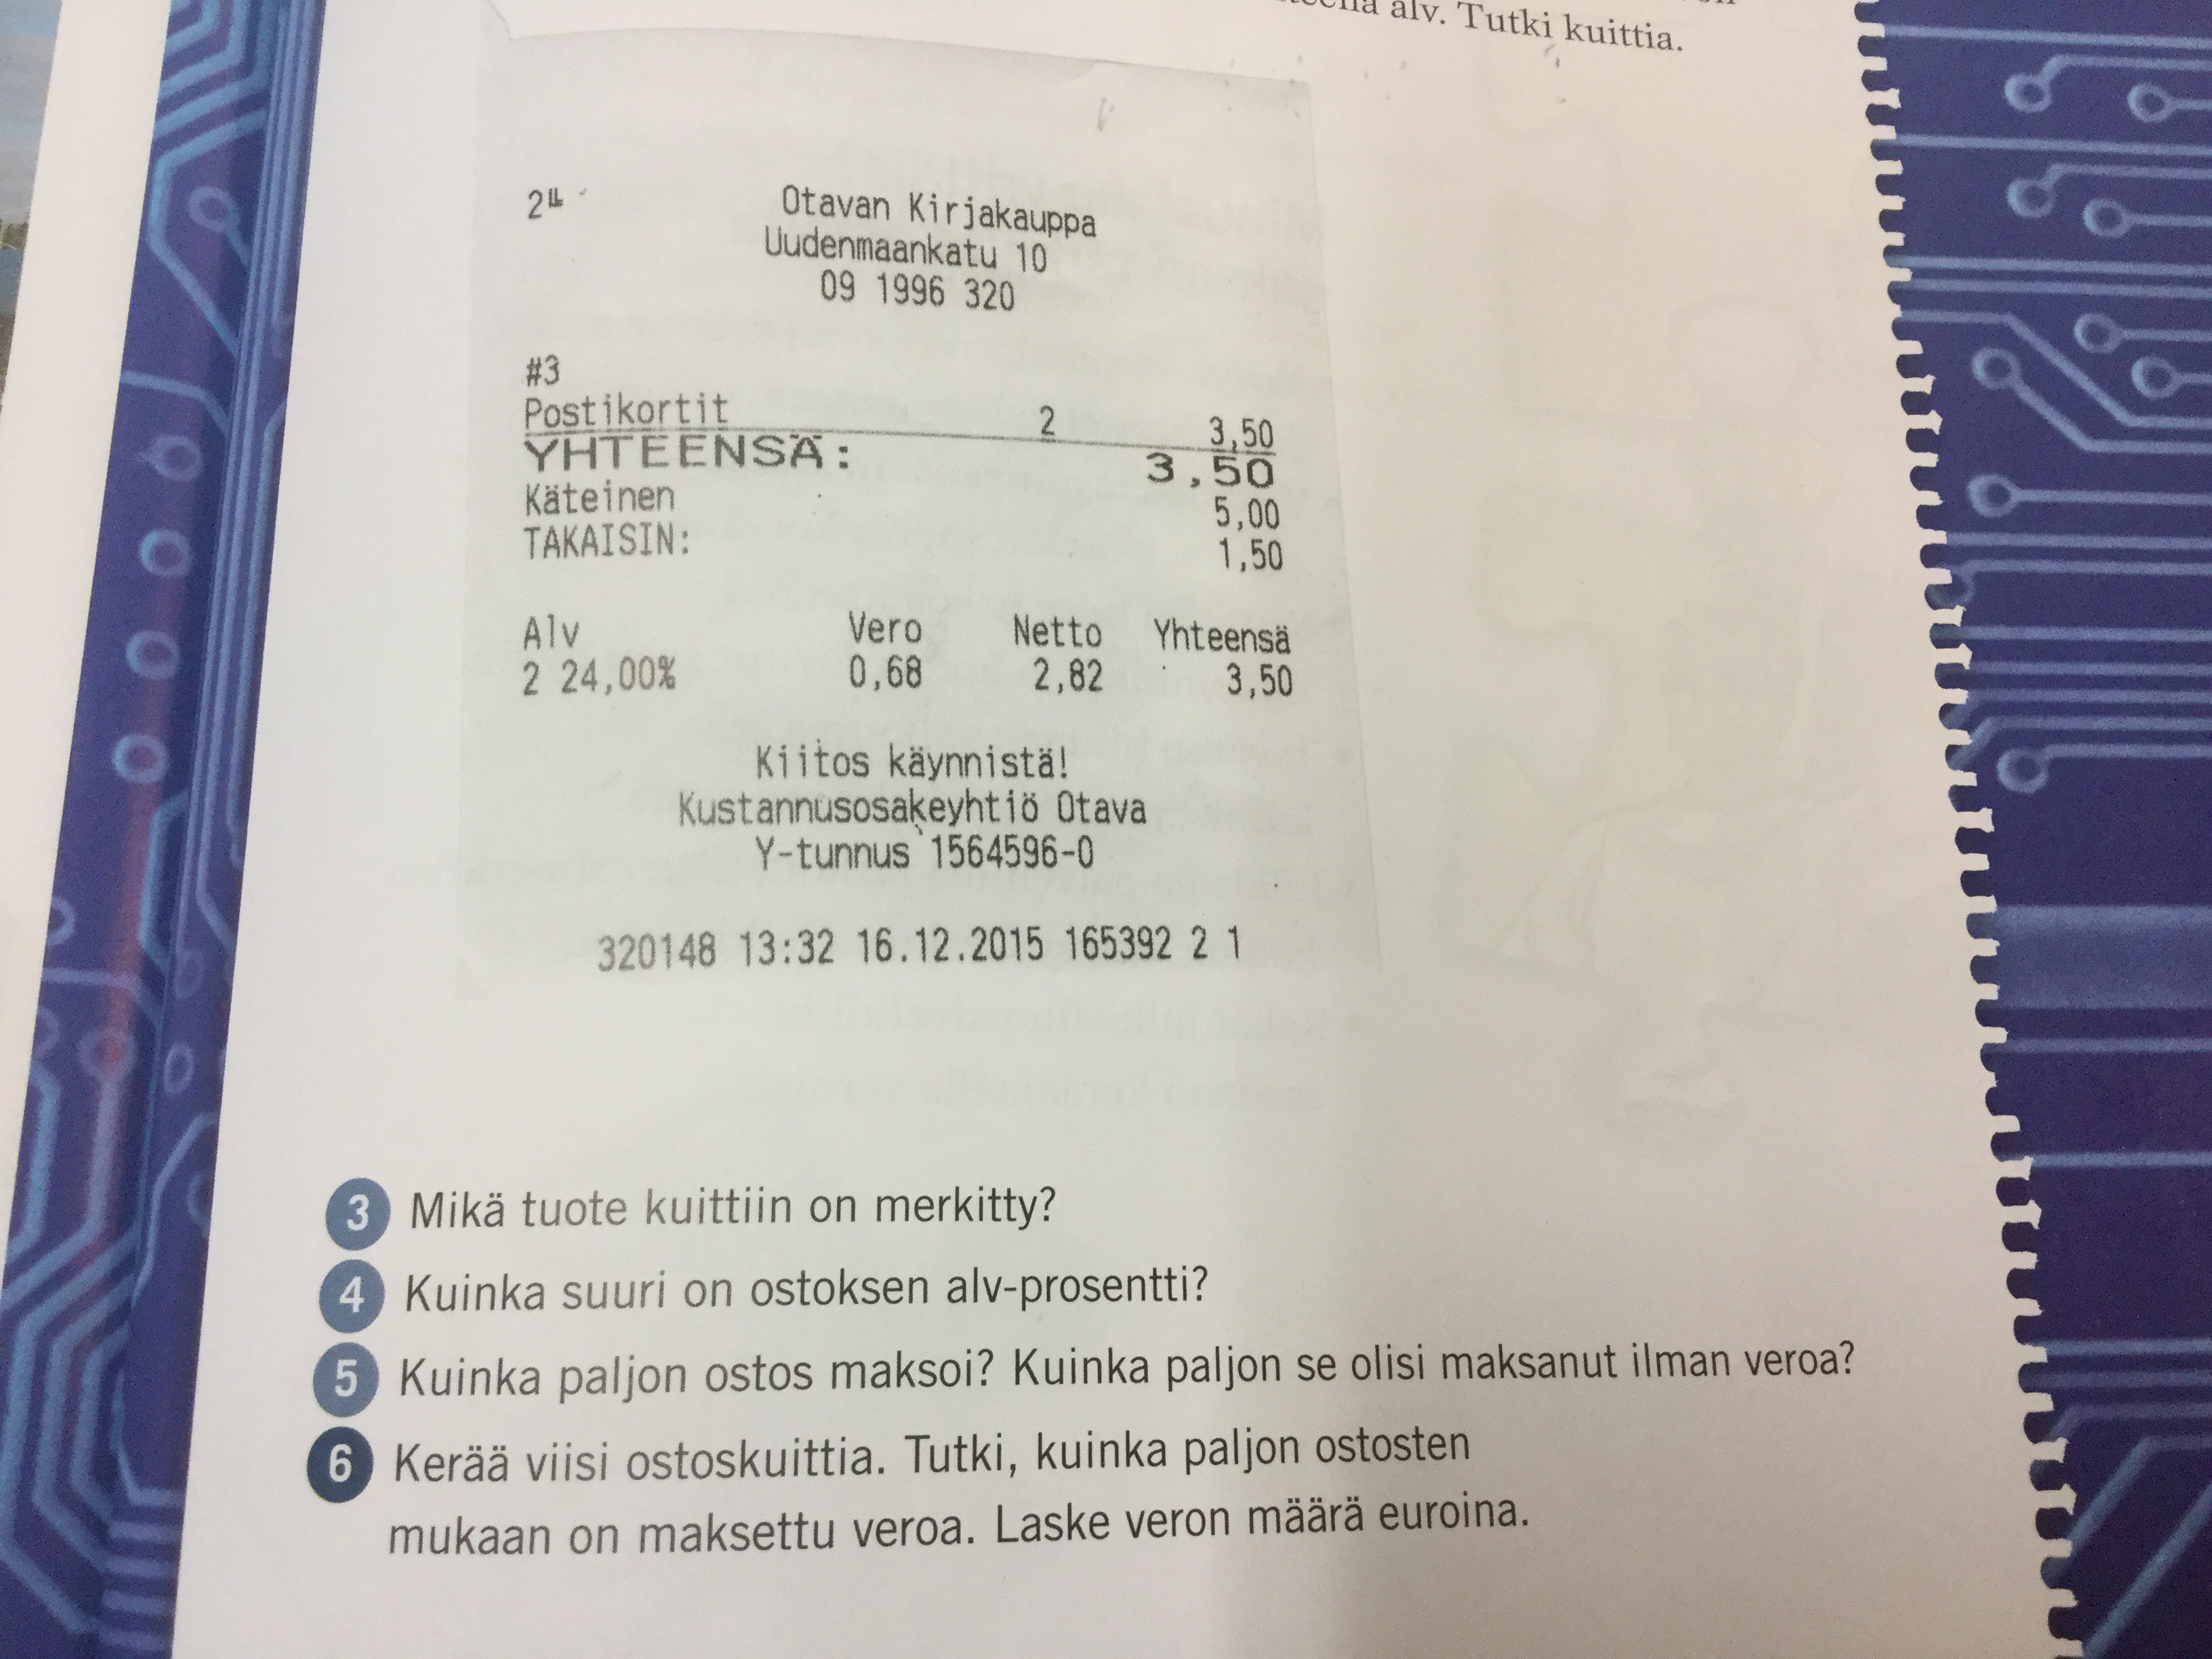 alv. Tutki kuittia.
Otavan Kirjakauppa
Uudenmaankatu 10
09 1996 320
#3
Postikortit 2 3,50
YHTEENSÄ: 3,50
Käteinen 5,00
TAKAISIN: 1,50
Alv Vero Netto Yhteensä
2 24,00% 0,68 2,82 3,50
Kiitos käynnistä!
Kustannusosakeyhtiö Otava
Y-tunnus 1564596-0
320148 13:32 16.12.2015 165392 2 1
3 Mikä tuote kuittiin on merkitty?
4 Kuinka suuri on ostoksen alv-prosentti?
5 Kuinka paljon ostos maksoi? Kuinka paljon se olisi maksanut ilman veroa?
6 Kerää viisi ostoskuittia. Tutki, kuinka paljon ostosten
mukaan on maksettu veroa. Laske veron määrä euroina.